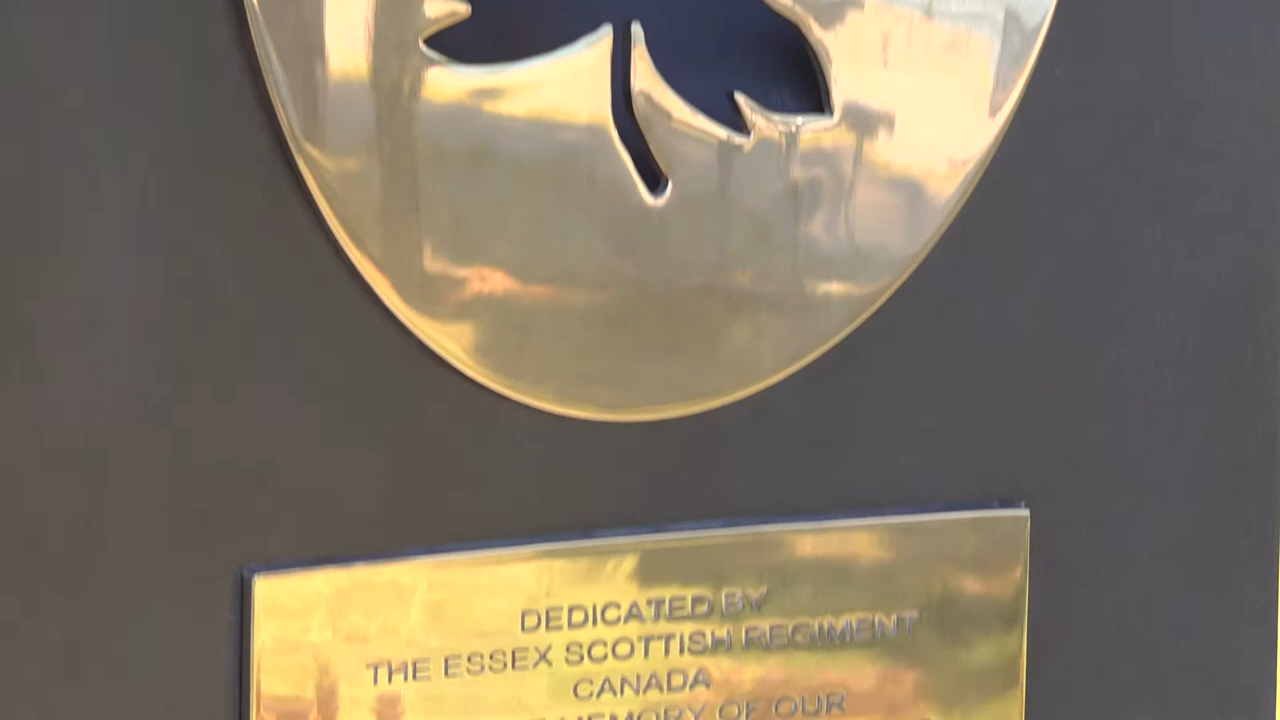 DEDICATED BY
THE ESSEX SCOTTISH REGIMENT
CANADA
MEMORY OF OUR